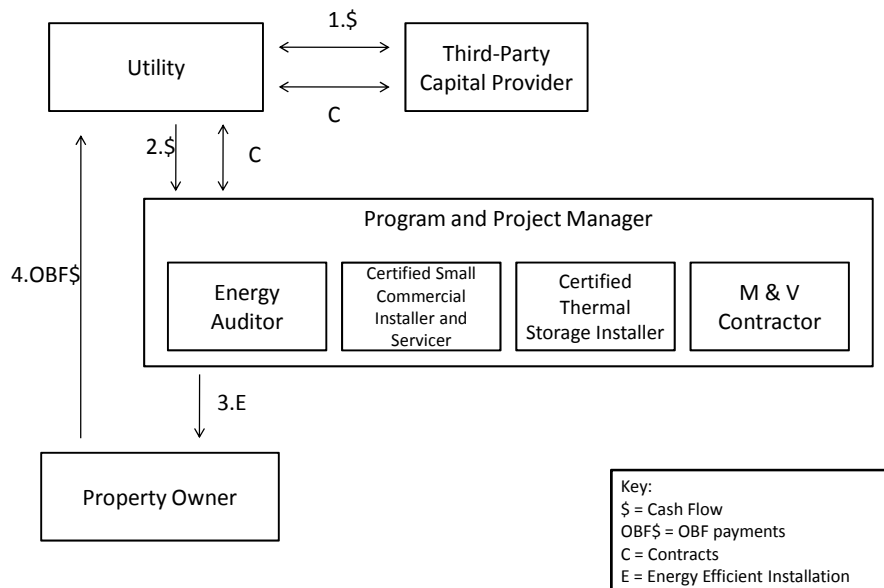 1.$
Utility
Third-Party
Capital Provider
C
2.$
C
Program and Project Manager
4.OBF$
Energy
Auditor
Certified Small
Commercial
Installer and
Servicer
Certified
Thermal
Storage Installer
M & V
Contractor
3.E
Property Owner
Key:
$ = Cash Flow
OBF$ = OBF payments
C = Contracts
E = Energy Efficient Installation